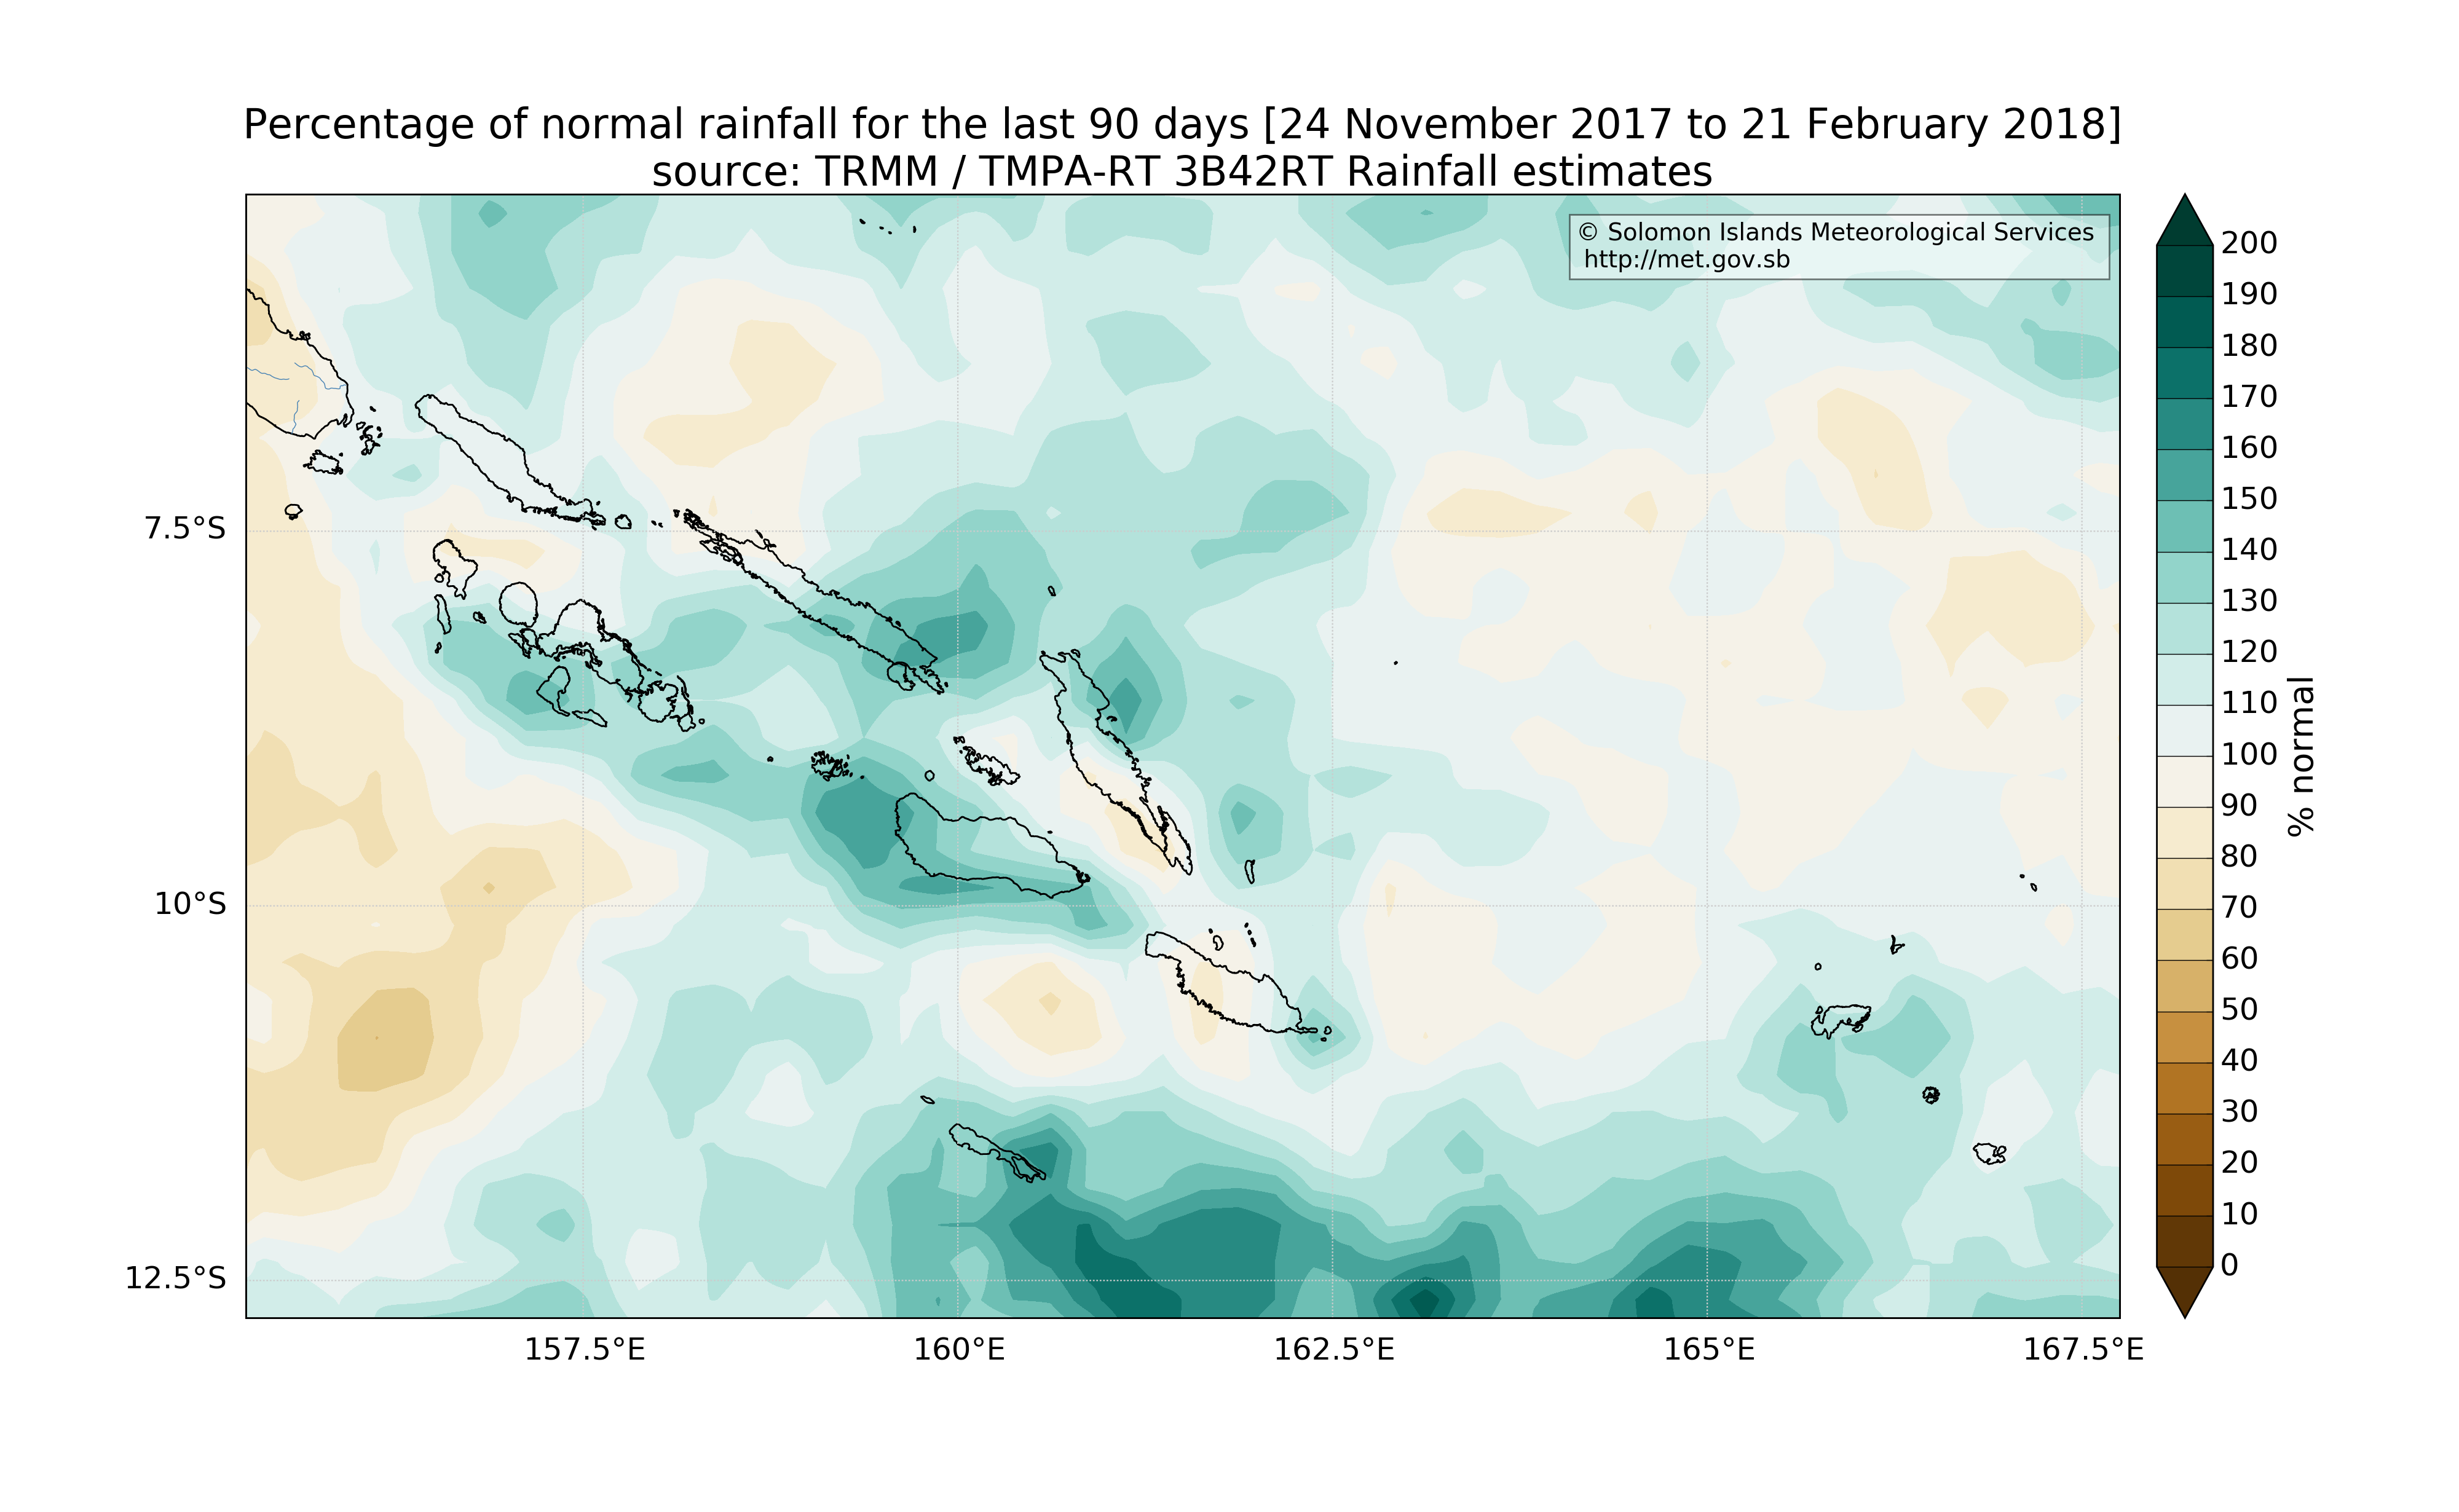 Percentage of normal rainfall for the last 90 days [24 November 2017 to 21 February 2018]
source: TRMM / TMPA-RT 3B42RT Rainfall estimates
© Solomon Islands Meteorological Services
http://met.gov.sb
7.5°S
10°S
12.5°S
157.5°E
160°E
162.5°E
165°E
167.5°E
200
190
180
170
160
150
140
130
120
110
100
90
80
70
60
50
40
30
20
10
0
% normal